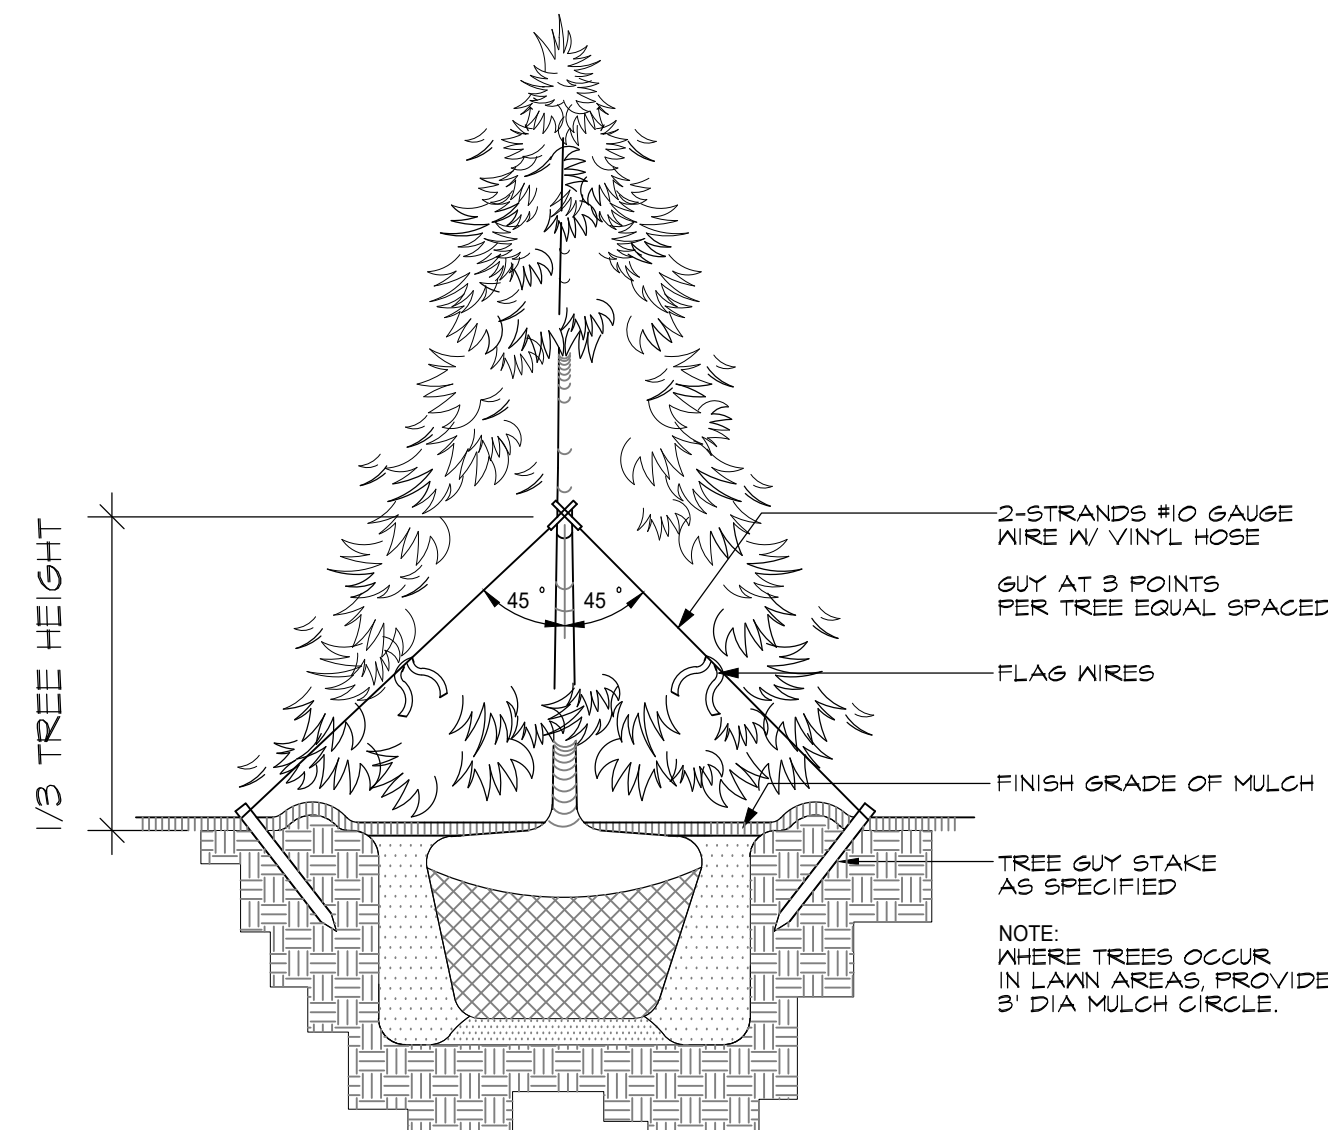 1/3 TREE HEIGHT
45° 45°
2-STRANDS #10 GAUGE
WIRE W/ VINYL HOSE
GUY AT 3 POINTS
PER TREE EQUAL SPACED
FLAG WIRES
FINISH GRADE OF MULCH
TREE GUY STAKE
AS SPECIFIED
NOTE:
WHERE TREES OCCUR
IN LAWN AREAS, PROVIDE
3' DIA MULCH CIRCLE.